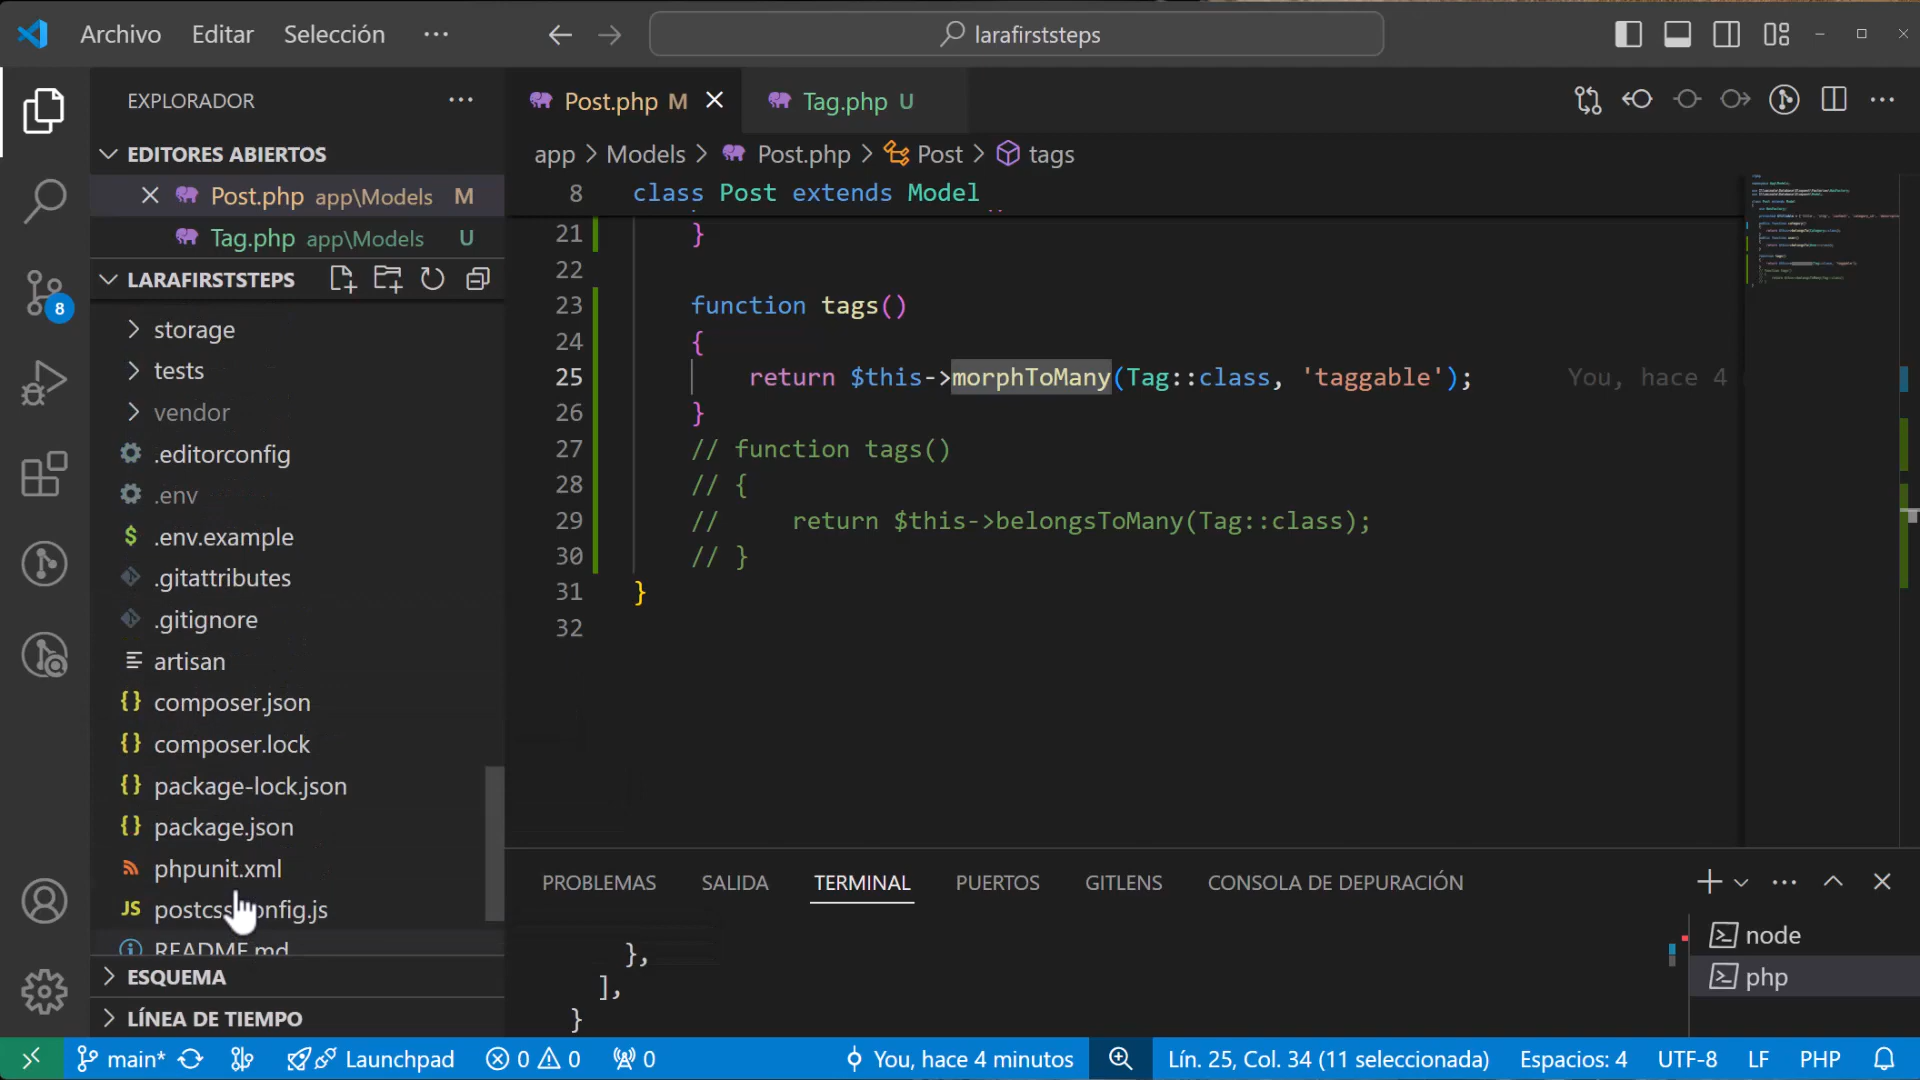 Archivo Editar Selección ··· larafirststeps
EXPLORADOR ···
EDITORES ABIERTOS
Post.php app\Models M
Tag.php app\Models U
LARAFIRSTSTEPS
storage
tests
vendor
.editorconfig
.env
.env.example
.gitattributes
.gitignore
artisan
composer.json
composer.lock
package-lock.json
package.json
phpunit.xml
README.md
ESQUEMA
LÍNEA DE TIEMPO
8
Post.php M
Tag.php U
app > Models > Post.php > Post > tags
8 class Post extends Model
21 }
22
23 function tags()
24 {
25 return $this->morphToMany(Tag::class, 'taggable'); You, hace 4
26 }
27 // function tags()
28 // {
29 // return $this->belongsToMany(Tag::class);
30 // }
31 }
32
PROBLEMAS SALIDA TERMINAL PUERTOS GITLENS CONSOLA DE DEPURACIÓN
},
],
}
node
php
main* Launchpad 0 0 0 You, hace 4 minutos Lín. 25, Col. 34 (11 seleccionada) Espacios: 4 UTF-8 LF PHP